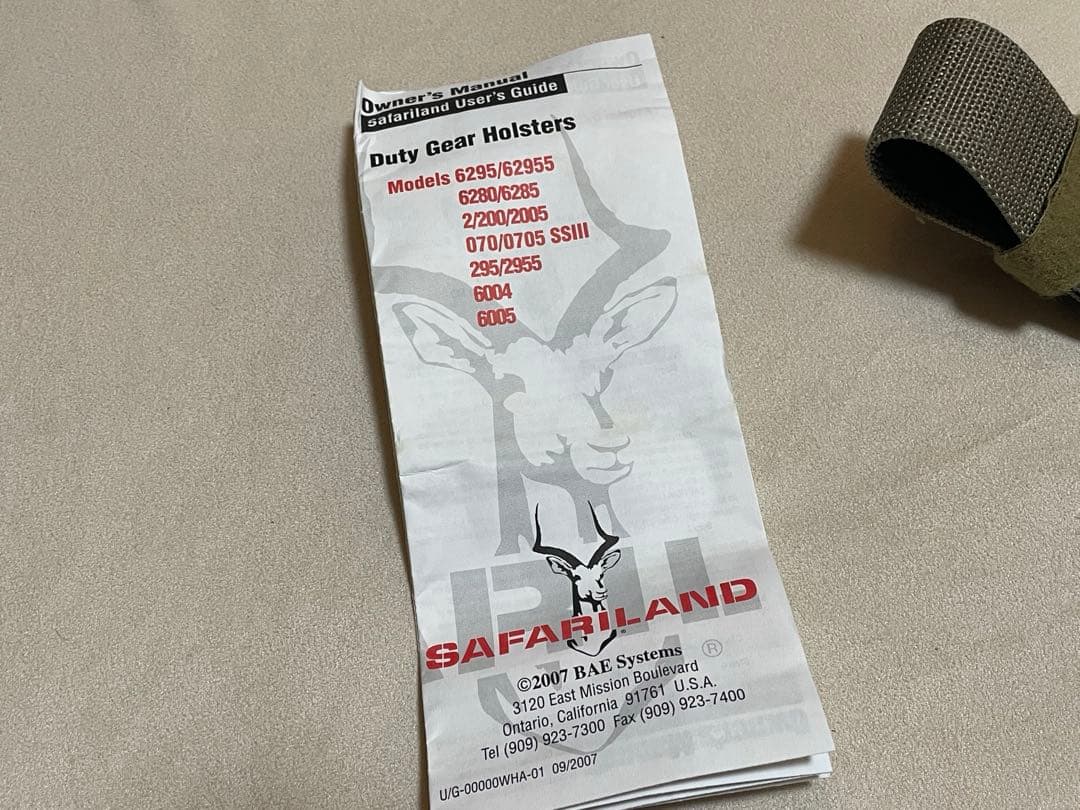 Owner's Manual
Safariland User's Guide
Duty Gear Holsters
Models 6295/62955
6280/6285
2/200/2005
070/0705 SSIII
295/2955
6004
6005
SAFARILAND
®
©2007 BAE Systems ®
3120 East Mission Boulevard
Ontario, California 91761 U.S.A.
Tel (909) 923-7300 Fax (909) 923-7400
U/G-00000WHA-01 09/2007